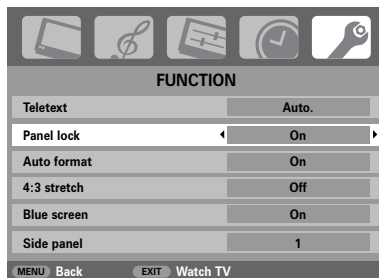 FUNCTION
Teletext Auto.
Panel lock On
Auto format On
4:3 stretch Off
Blue screen On
Side panel 1
MENU Back EXIT Watch TV